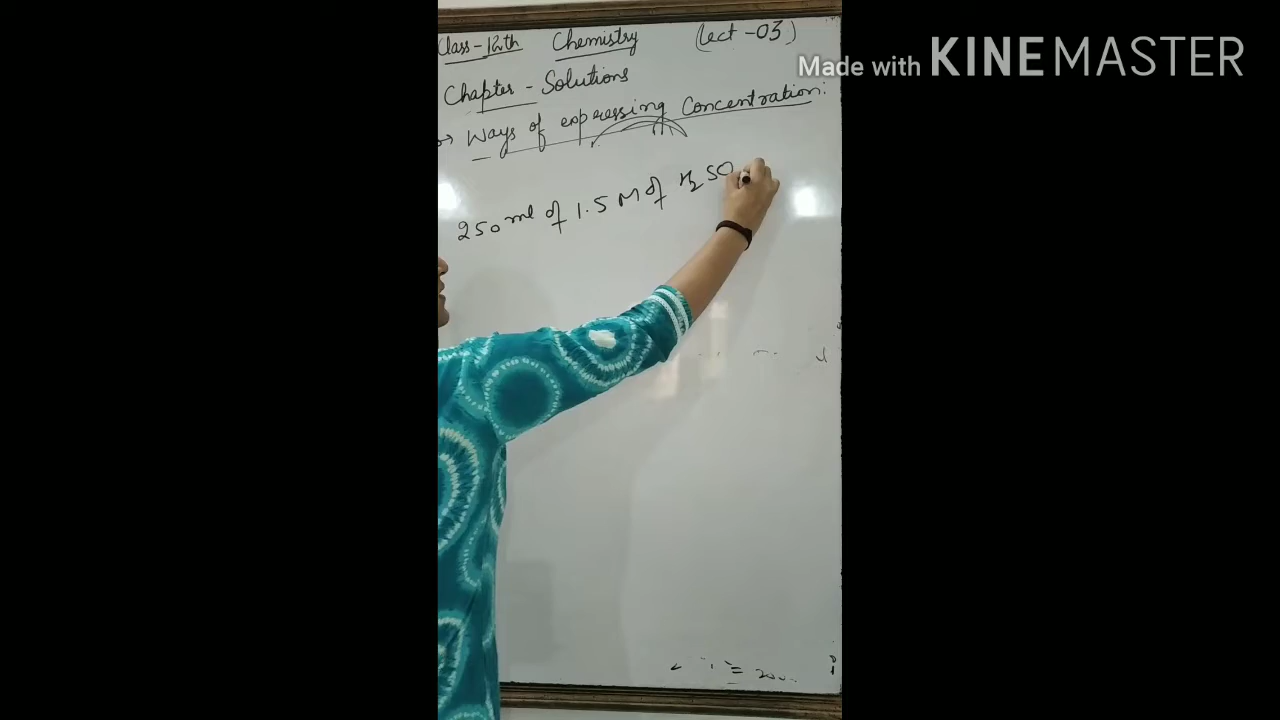 Made with KINEMASTER
Class-12th Chemistry (Lect-03)
Chapter - Solutions
Ways of expressing Concentration:
250 ml of 1.5 M of H2SO